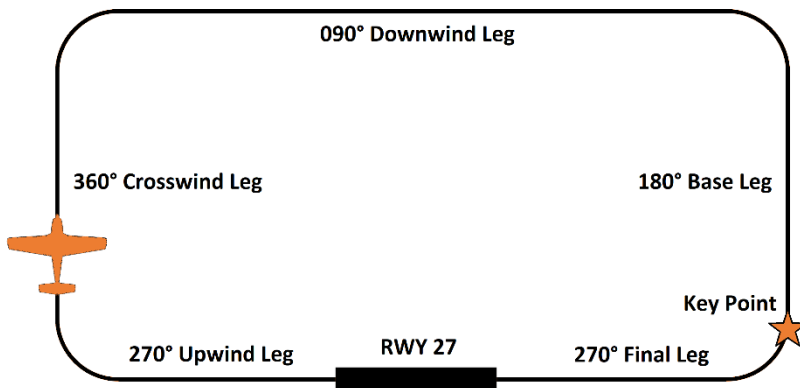 090° Downwind Leg
360° Crosswind Leg
180° Base Leg
Key Point
270° Upwind Leg
RWY 27
270° Final Leg